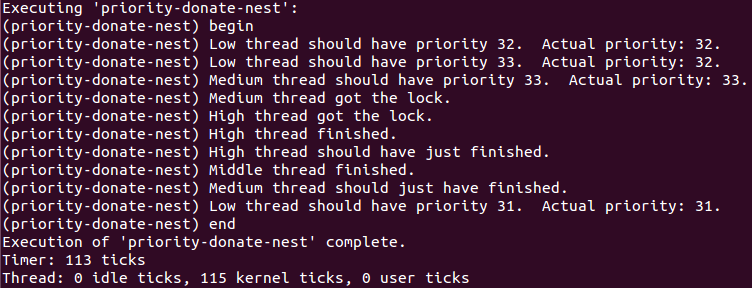 Executing 'priority-donate-nest':
(priority-donate-nest) begin
(priority-donate-nest) Low thread should have priority 32.  Actual priority: 32.
(priority-donate-nest) Low thread should have priority 33.  Actual priority: 32.
(priority-donate-nest) Medium thread should have priority 33.  Actual priority: 33.
(priority-donate-nest) Medium thread got the lock.
(priority-donate-nest) High thread got the lock.
(priority-donate-nest) High thread finished.
(priority-donate-nest) High thread should have just finished.
(priority-donate-nest) Middle thread finished.
(priority-donate-nest) Medium thread should just have finished.
(priority-donate-nest) Low thread should have priority 31.  Actual priority: 31.
(priority-donate-nest) end
Execution of 'priority-donate-nest' complete.
Timer: 113 ticks
Thread: 0 idle ticks, 115 kernel ticks, 0 user ticks